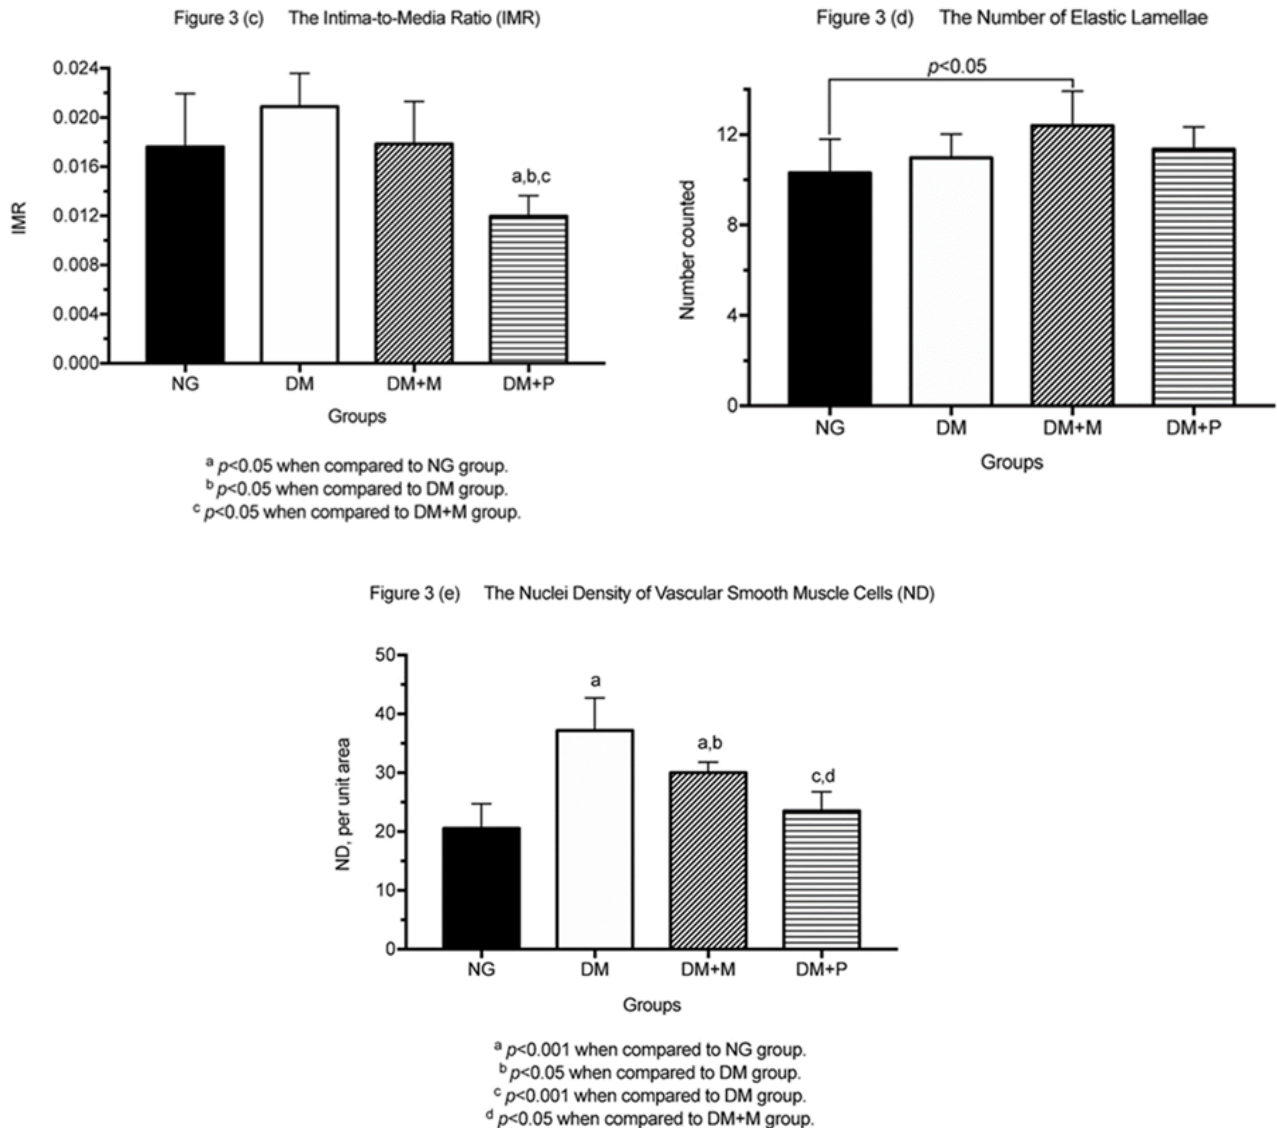 Figure 3 (c) The Intima-to-Media Ratio (IMR)
0.024
0.020
0.016
0.012
0.008
0.004
0.000
IMR
a,b,c
NG DM DM+M DM+P
Groups
a p<0.05 when compared to NG group.
b p<0.05 when compared to DM group.
c p<0.05 when compared to DM+M group.
Figure 3 (d) The Number of Elastic Lamellae
p<0.05
12
8
4
0
Number counted
NG DM DM+M DM+P
Groups
Figure 3 (e) The Nuclei Density of Vascular Smooth Muscle Cells (ND)
50
40
30
20
10
0
ND, per unit area
a
a,b
c,d
NG DM DM+M DM+P
Groups
a p<0.001 when compared to NG group.
b p<0.05 when compared to DM group.
c p<0.001 when compared to DM group.
d p<0.05 when compared to DM+M group.